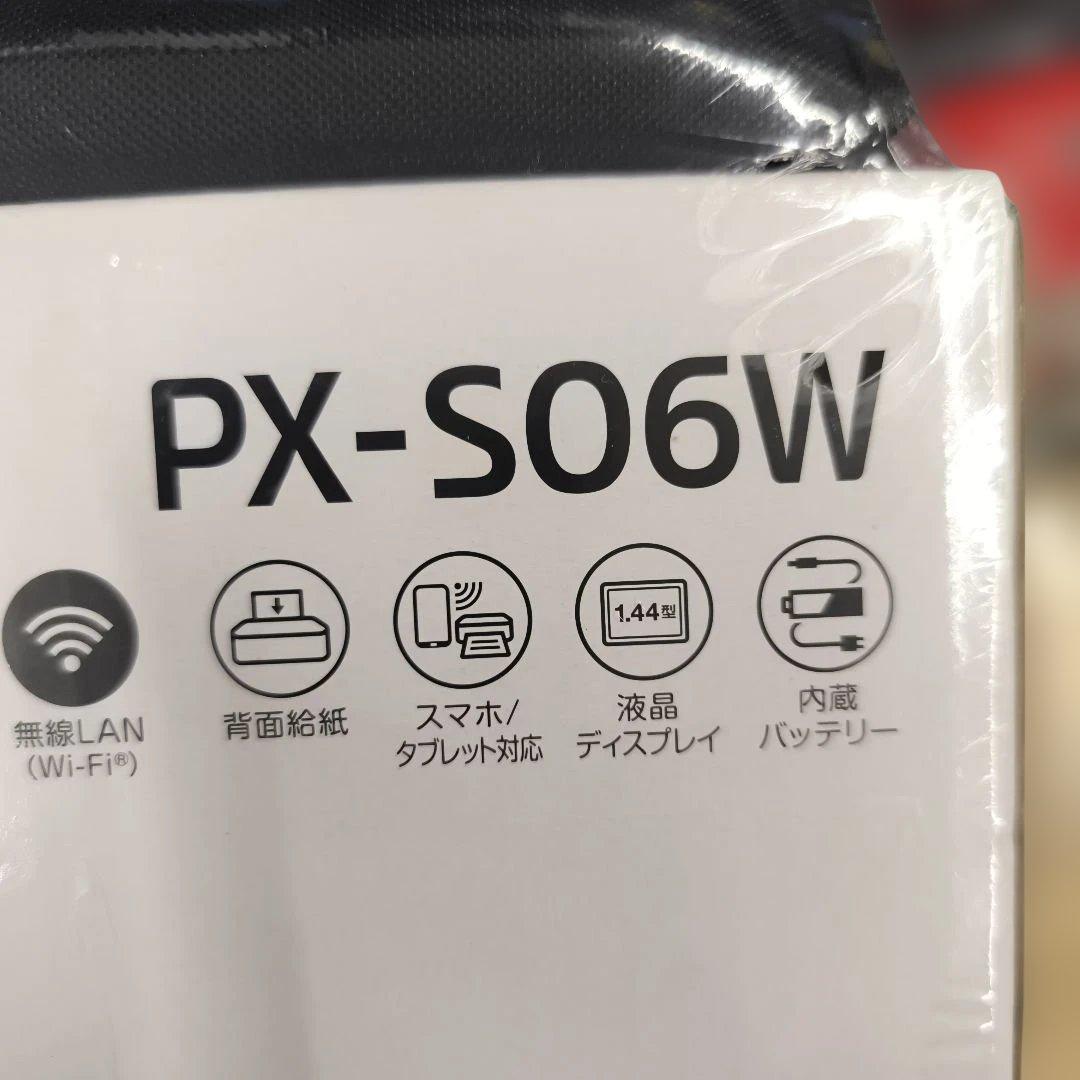 PX-S06W
1.44型
無線LAN
(Wi-Fi®)
背面給紙
スマホ/
タブレット対応
液晶
ディスプレイ
内蔵
バッテリー